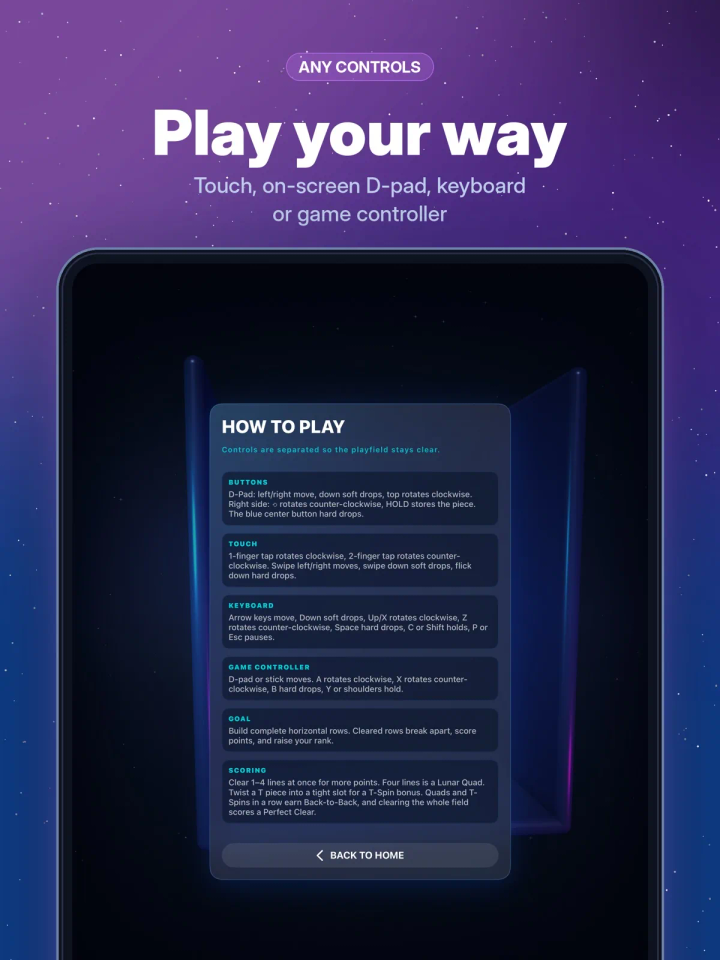 ANY CONTROLS
Play your way
Touch, on-screen D-pad, keyboard
or game controller
HOW TO PLAY
Controls are separated so the playfield stays clear.
BUTTONS
D-Pad: left/right move, down soft drops, top rotates clockwise.
Right side: ○ rotates counter-clockwise, HOLD stores the piece.
The blue center button hard drops.
TOUCH
1-finger tap rotates clockwise, 2-finger tap rotates counter-
clockwise. Swipe left/right moves, swipe down soft drops, flick
down hard drops.
KEYBOARD
Arrow keys move, Down soft drops, Up/X rotates clockwise, Z
rotates counter-clockwise, Space hard drops, C or Shift holds, P or
Esc pauses.
GAME CONTROLLER
D-pad or stick moves. A rotates clockwise, X rotates counter-
clockwise, B hard drops, Y or shoulders hold.
GOAL
Build complete horizontal rows. Cleared rows break apart, score
points, and raise your rank.
SCORING
Clear 1–4 lines at once for more points. Four lines is a Lunar Quad.
Twist a T piece into a tight slot for a T-Spin bonus. Quads and T-
Spins in a row earn Back-to-Back, and clearing the whole field
scores a Perfect Clear.
BACK TO HOME